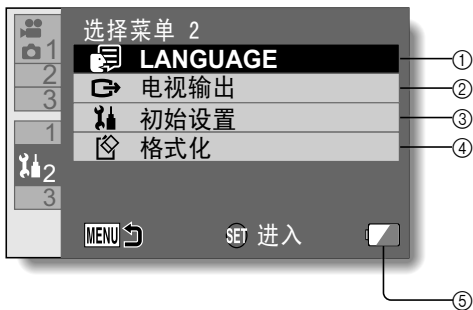 选择菜单 2
1
2
3
1
2
3
LANGUAGE ①
电视输出 ②
初始设置 ③
格式化 ④
MENU SET 进入
⑤